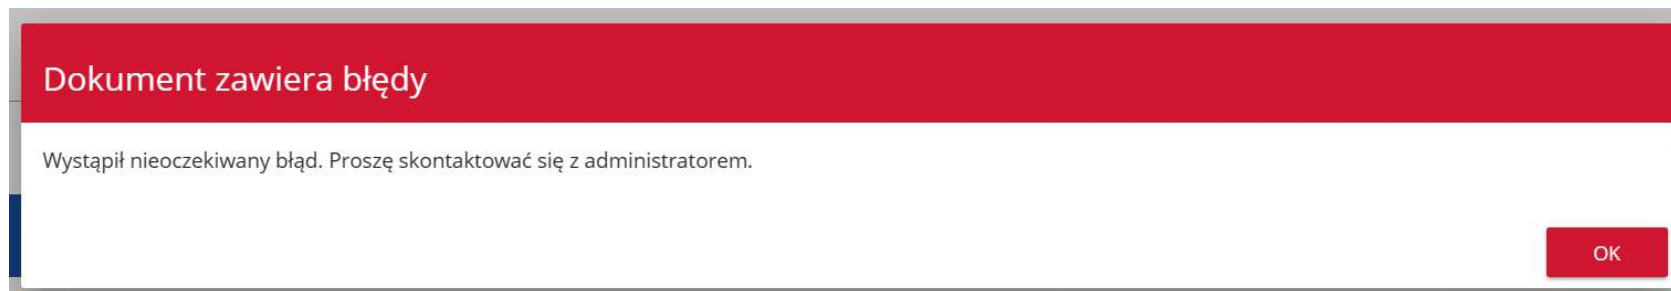 Dokument zawiera błędy
Wystąpił nieoczekiwany błąd. Proszę skontaktować się z administratorem.
OK